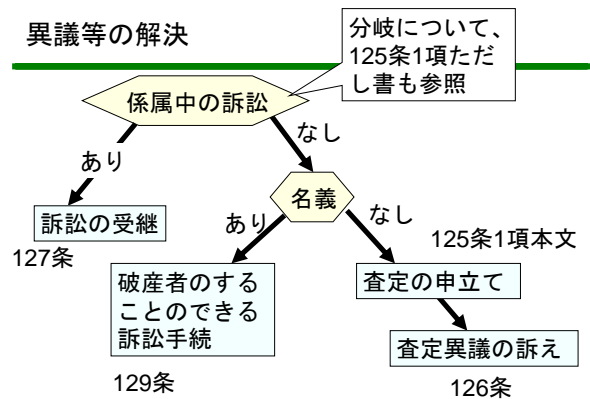 異議等の解決
分岐について、
125条1項ただ
し書も参照
係属中の訴訟
あり
なし
訴訟の受継
127条
名義
あり
なし
125条1項本文
破産者のする
ことのできる
訴訟手続
129条
査定の申立て
査定異議の訴え
126条